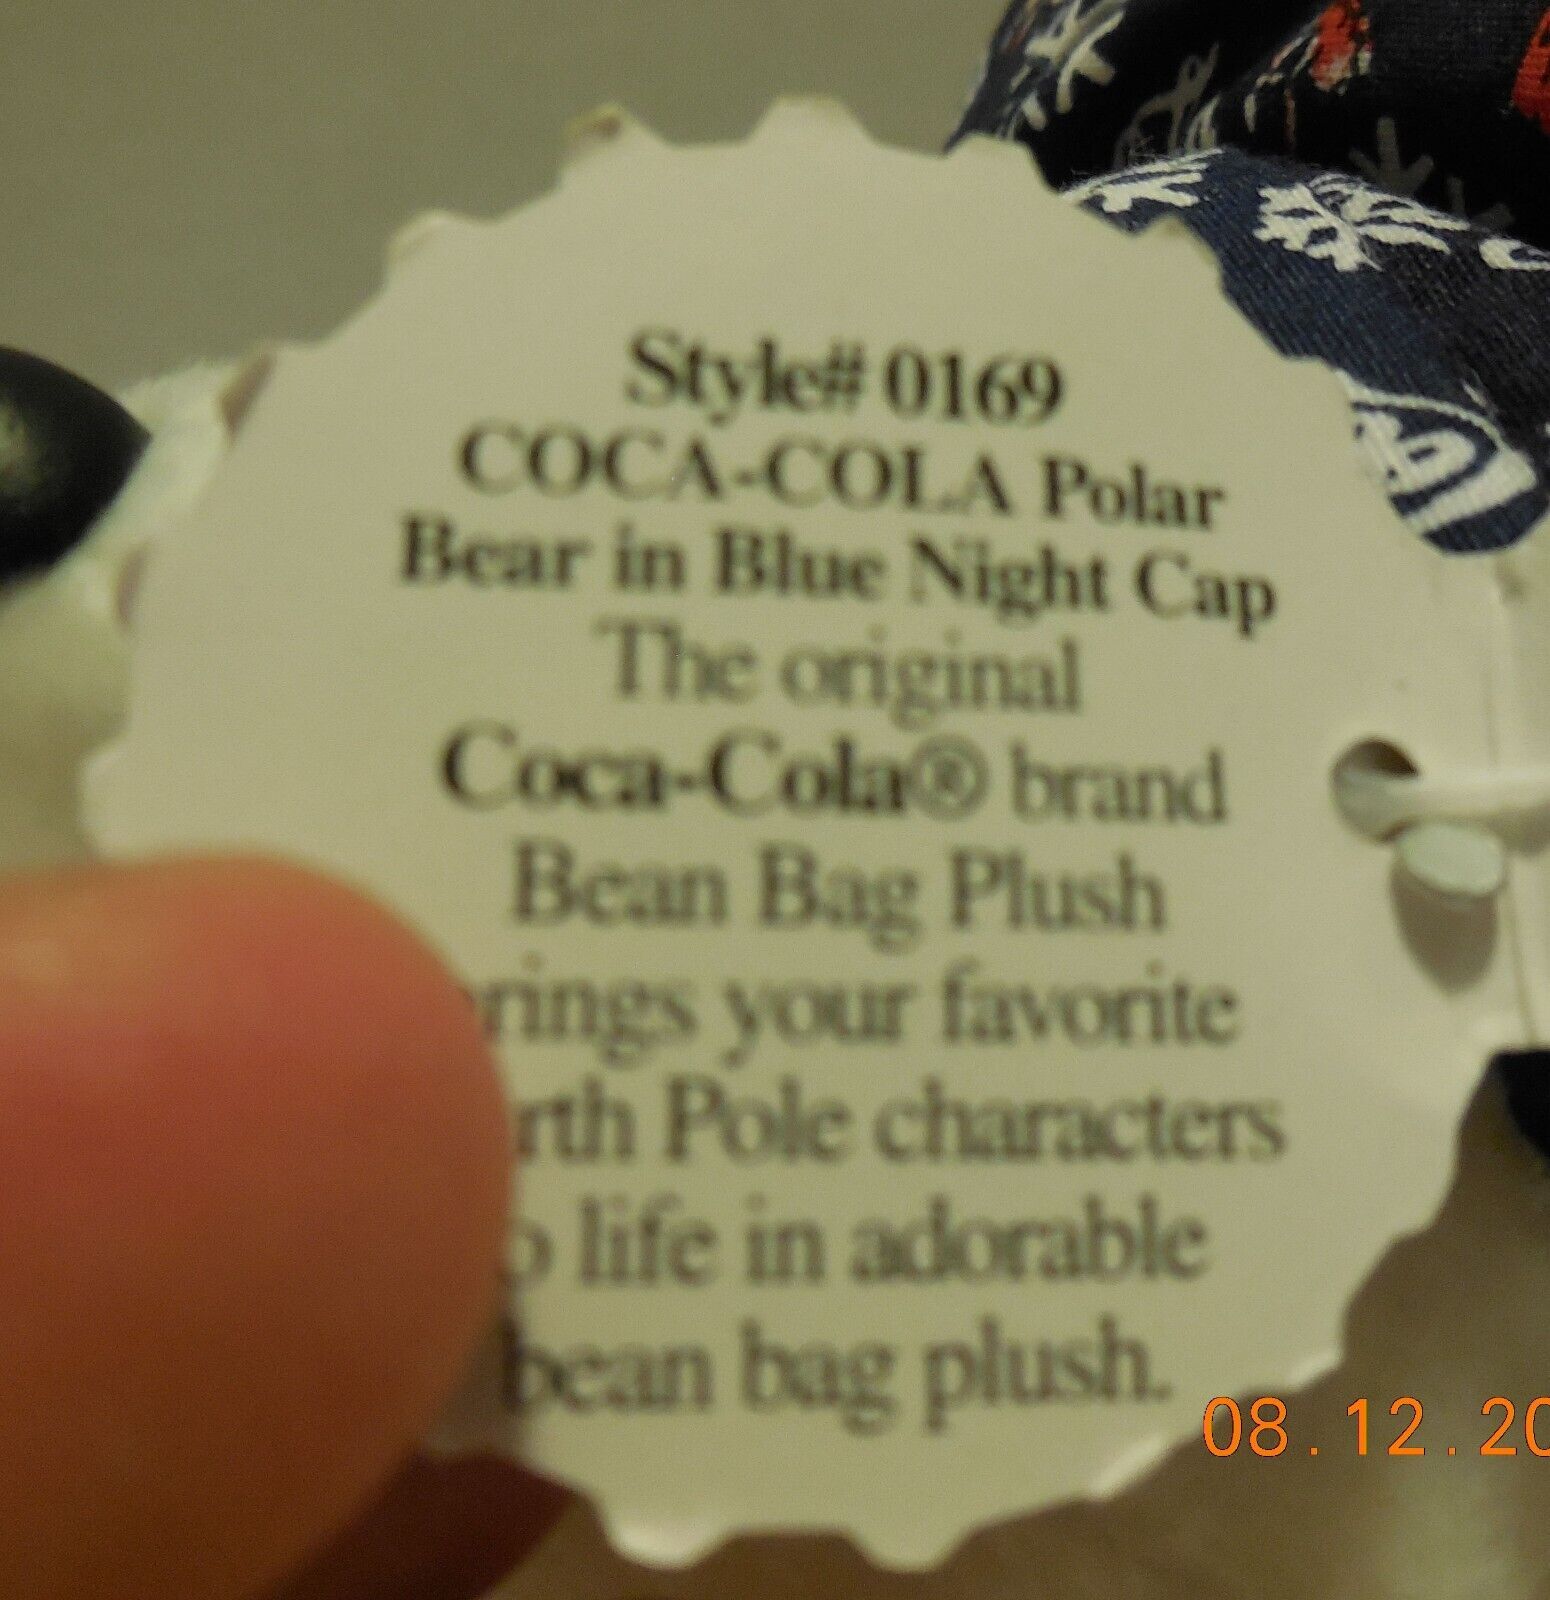 Style# 0169
COCA-COLA Polar
Bear in Blue Night Cap
The original
Coca-Cola® brand
Bean Bag Plush
rings your favorite
rth Pole characters
o life in adorable
bean bag plush.
08.12.20